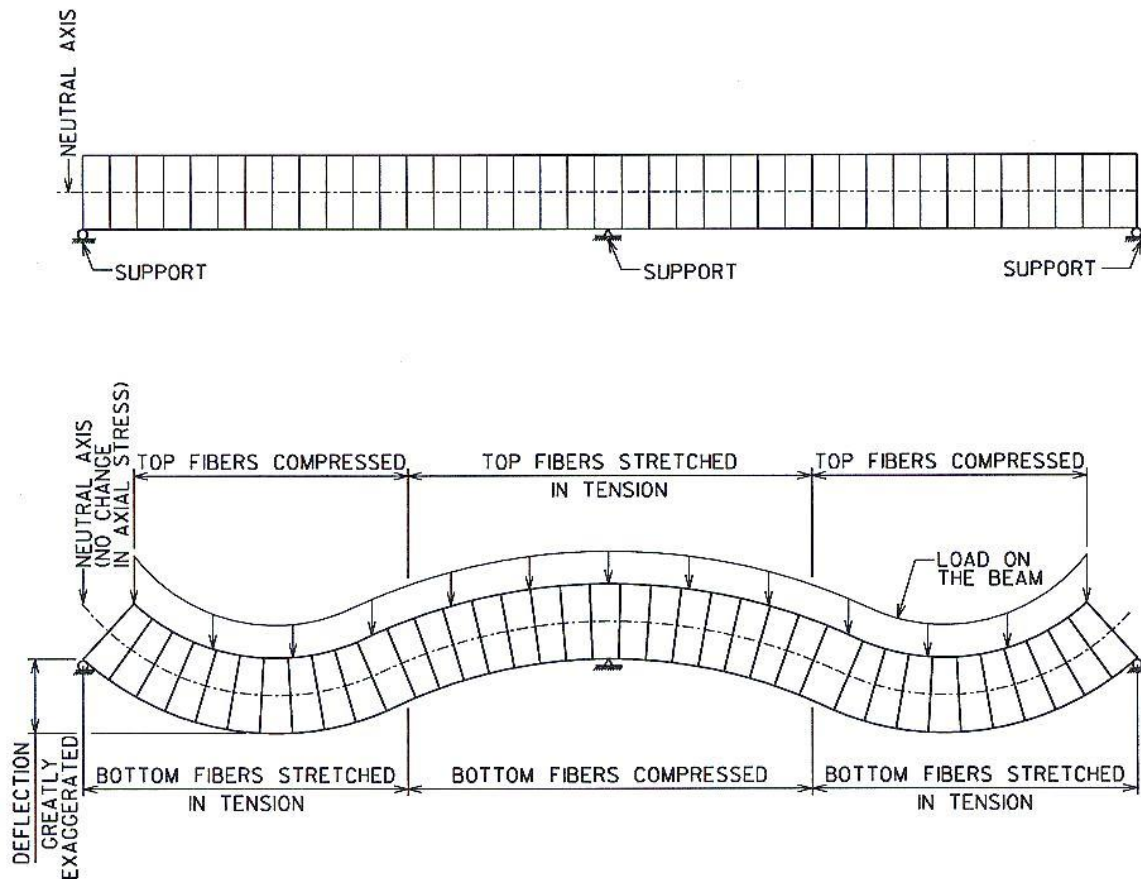 NEUTRAL AXIS
SUPPORT
SUPPORT
SUPPORT
NEUTRAL AXIS
(NO CHANGE
IN AXIAL STRESS)
TOP FIBERS COMPRESSED
TOP FIBERS STRETCHED
IN TENSION
TOP FIBERS COMPRESSED
LOAD ON
THE BEAM
DEFLECTION
GREATLY
EXAGGERATED
BOTTOM FIBERS STRETCHED
IN TENSION
BOTTOM FIBERS COMPRESSED
BOTTOM FIBERS STRETCHED
IN TENSION